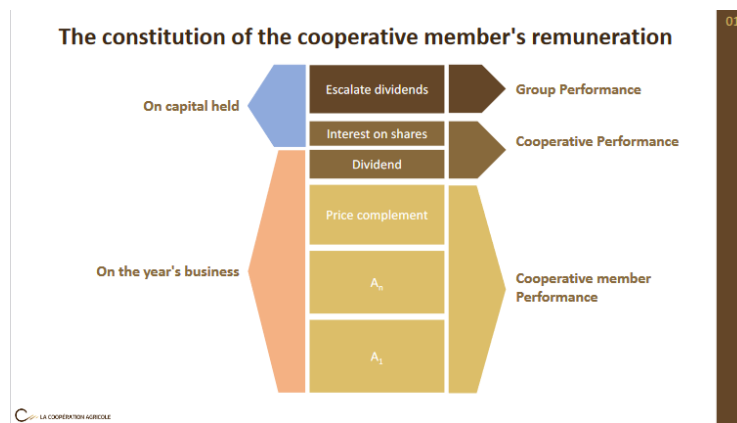 01
The constitution of the cooperative member's remuneration
Escalate dividends
Group Performance
On capital held
Interest on shares
Cooperative Performance
Dividend
Price complement
On the year's business
Aₙ
Cooperative member
Performance
A₁
LA COOPÉRATION AGRICOLE